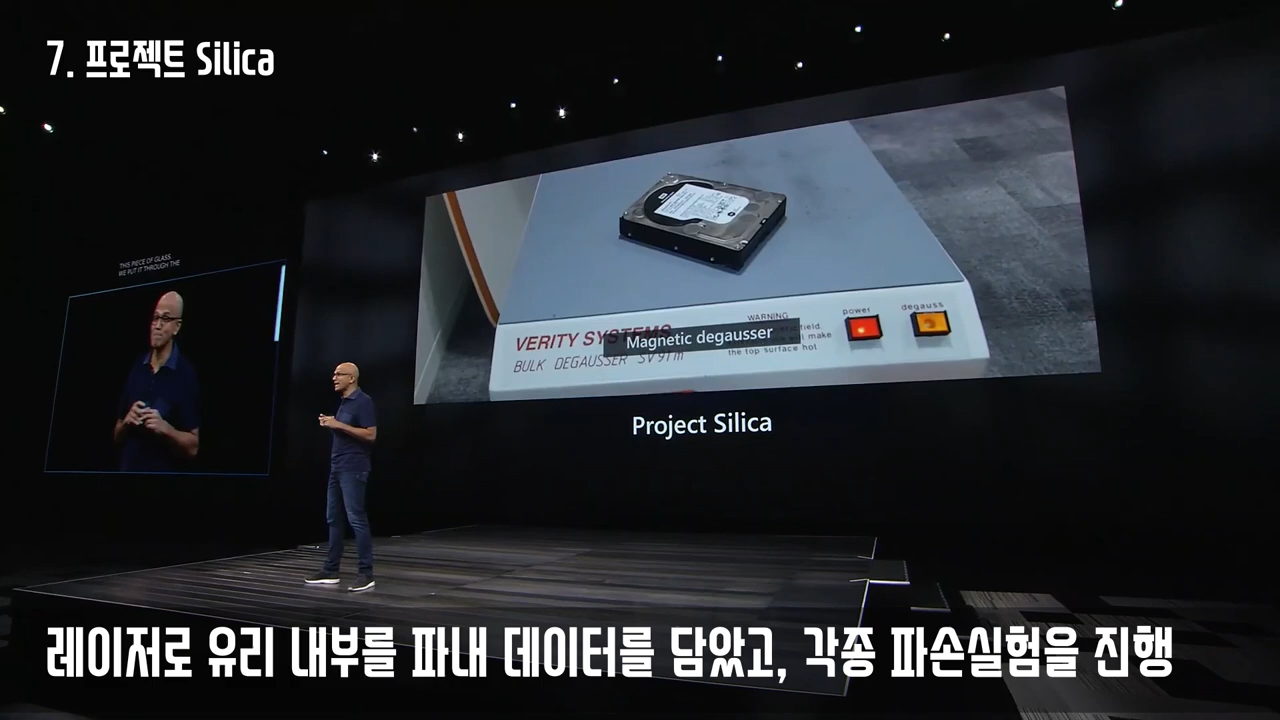 7. 프로젝트 Silica
THIS PIECE OF GLASS
WE PUT IT THROUGH THE
WARNING
power
degauss
VERITY SYSTEMS
Magnetic degausser
field
make
BULK DEGAUSSER SV91m
the top surface hot
Project Silica
레이저로 유리 내부를 파내 데이터를 담았고, 각종 파손실험을 진행